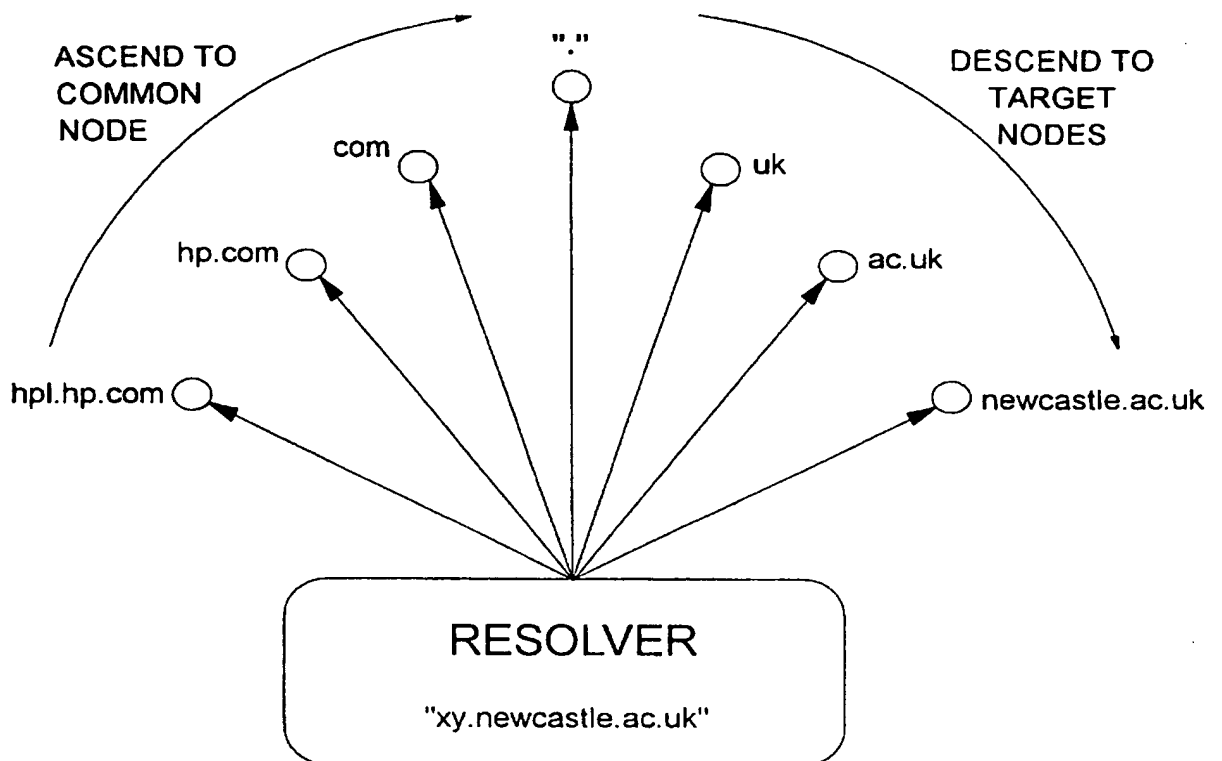 "."
ASCEND TO
COMMON
NODE
DESCEND TO
TARGET
NODES
com
uk
hp.com
ac.uk
hpl.hp.com
newcastle.ac.uk
RESOLVER
"xy.newcastle.ac.uk"